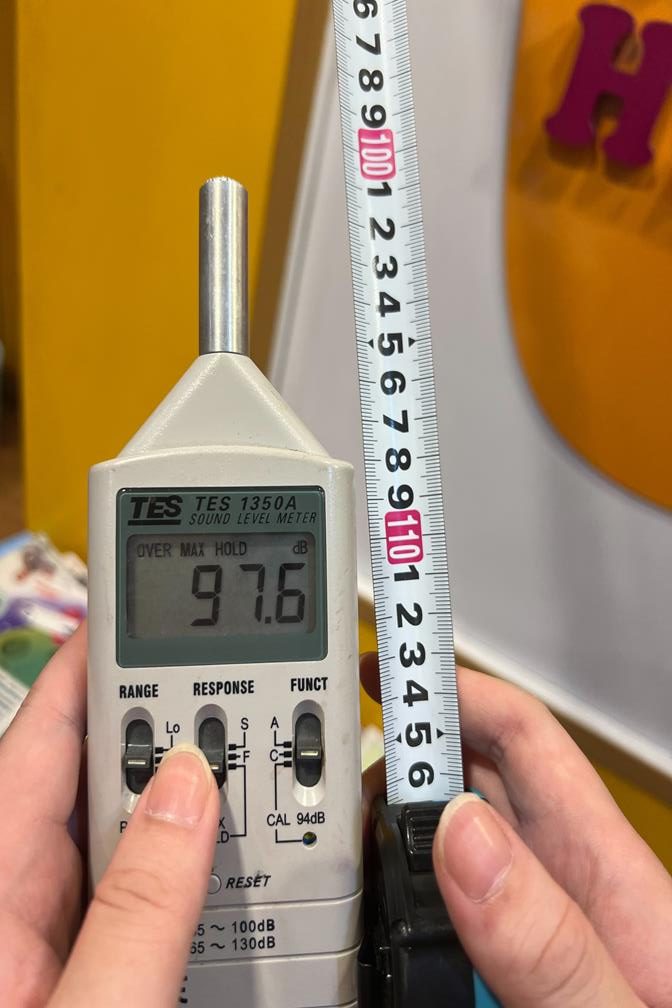 6
7
8
9
100
1
2
3
4
5
6
7
8
9
110
1
2
3
4
5
6
H
TES TES 1350A
SOUND LEVEL METER
OVER MAX HOLD dB
97.6
RANGE RESPONSE FUNCT
Lo S A
F C
CAL 94dB
RESET
5 ~ 100dB
65 ~ 130dB